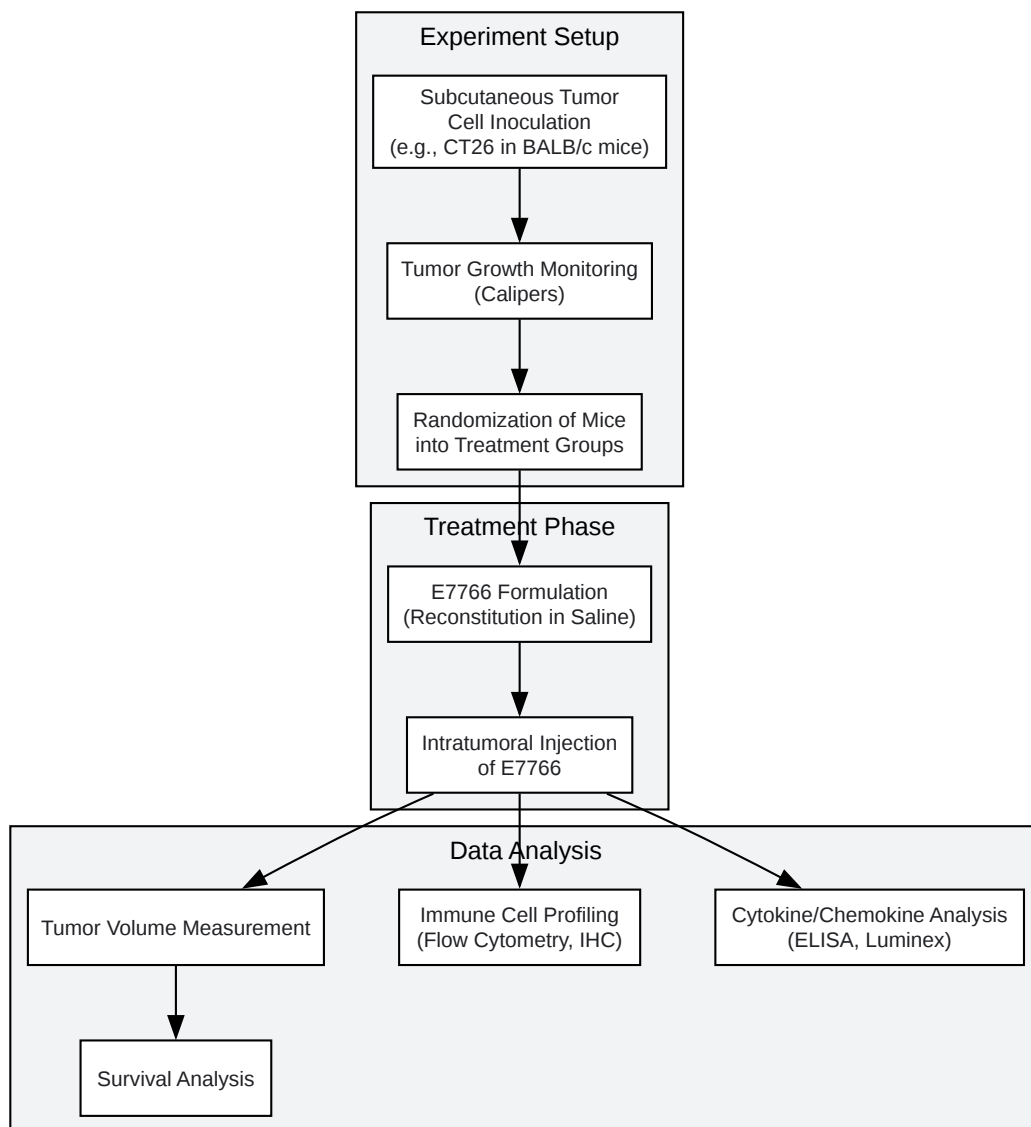 Experiment Setup
Subcutaneous Tumor
Cell Inoculation
(e.g., CT26 in BALB/c mice)
Tumor Growth Monitoring
(Calipers)
Randomization of Mice
into Treatment Groups
Treatment Phase
E7766 Formulation
(Reconstitution in Saline)
Intratumoral Injection
of E7766
Data Analysis
Tumor Volume Measurement
Immune Cell Profiling
(Flow Cytometry, IHC)
Cytokine/Chemokine Analysis
(ELISA, Luminex)
Survival Analysis